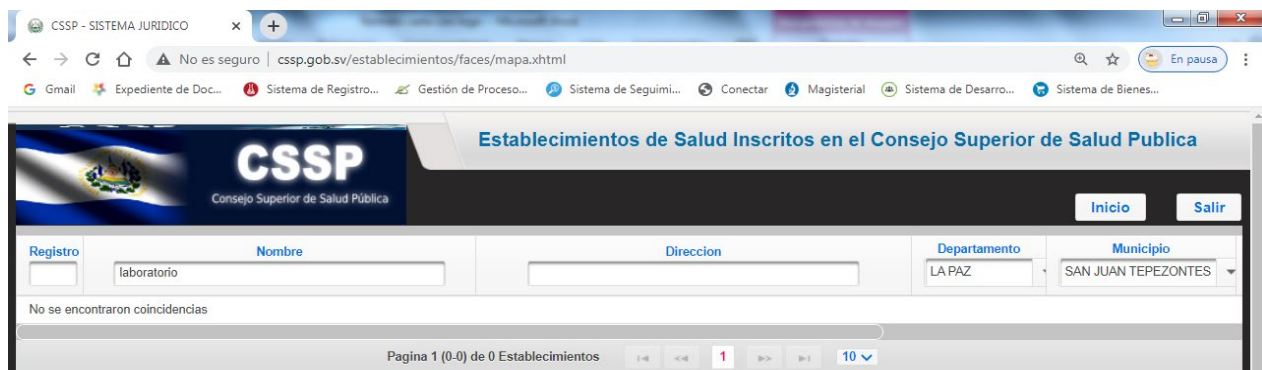 CSSP - SISTEMA JURIDICO
No es seguro | cssp.gob.sv/establecimientos/faces/mapa.xhtml
En pausa
Gmail Expediente de Doc... Sistema de Registro... Gestión de Proceso... Sistema de Seguimi... Conectar Magisterial Sistema de Desarro... Sistema de Bienes...
CSSP
Consejo Superior de Salud Pública
Establecimientos de Salud Inscritos en el Consejo Superior de Salud Publica
Inicio Salir
Registro Nombre Direccion Departamento Municipio
laboratorio LA PAZ SAN JUAN TEPEZONTES
No se encontraron coincidencias
Pagina 1 (0-0) de 0 Establecimientos 1 10